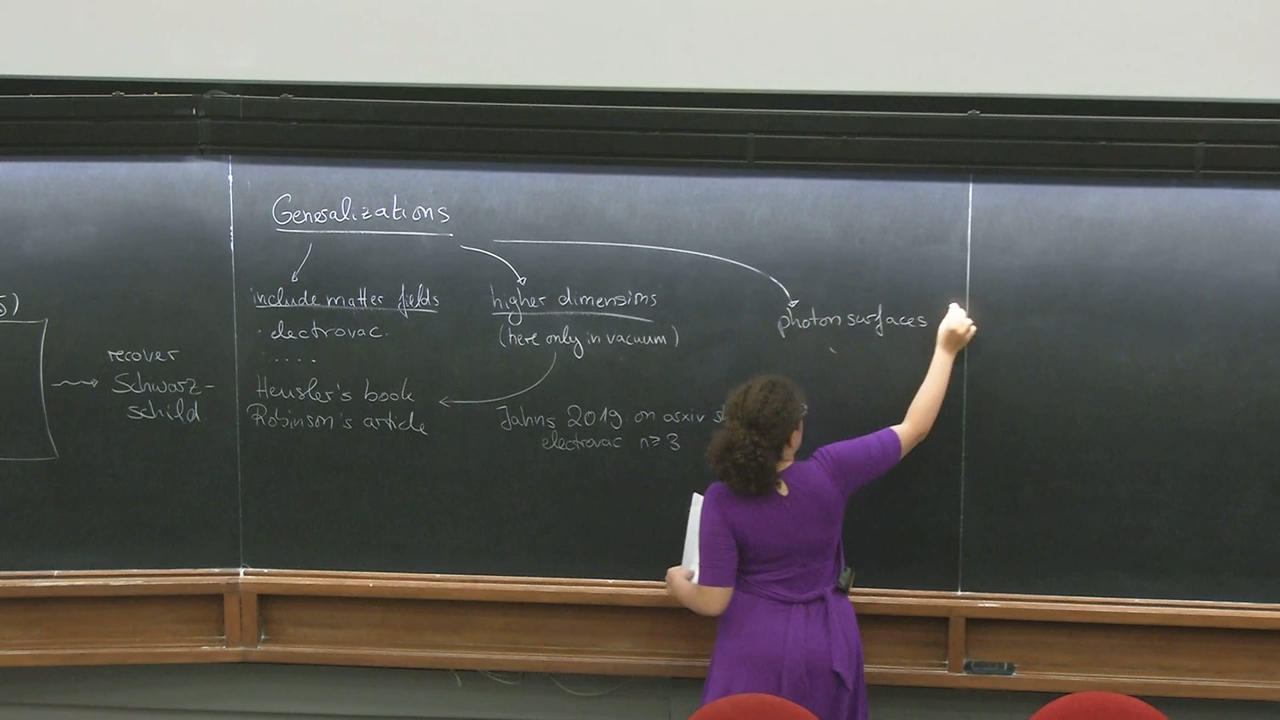 5)
recover
Schwarz-
schild
Generalizations
include matter fields
· electrovac
. . . .
Heusler's book
Robinson's article
higher dimensions
(here only in vacuum)
Jahns 2019 on arxiv
electrovac n≥3
photon surfaces